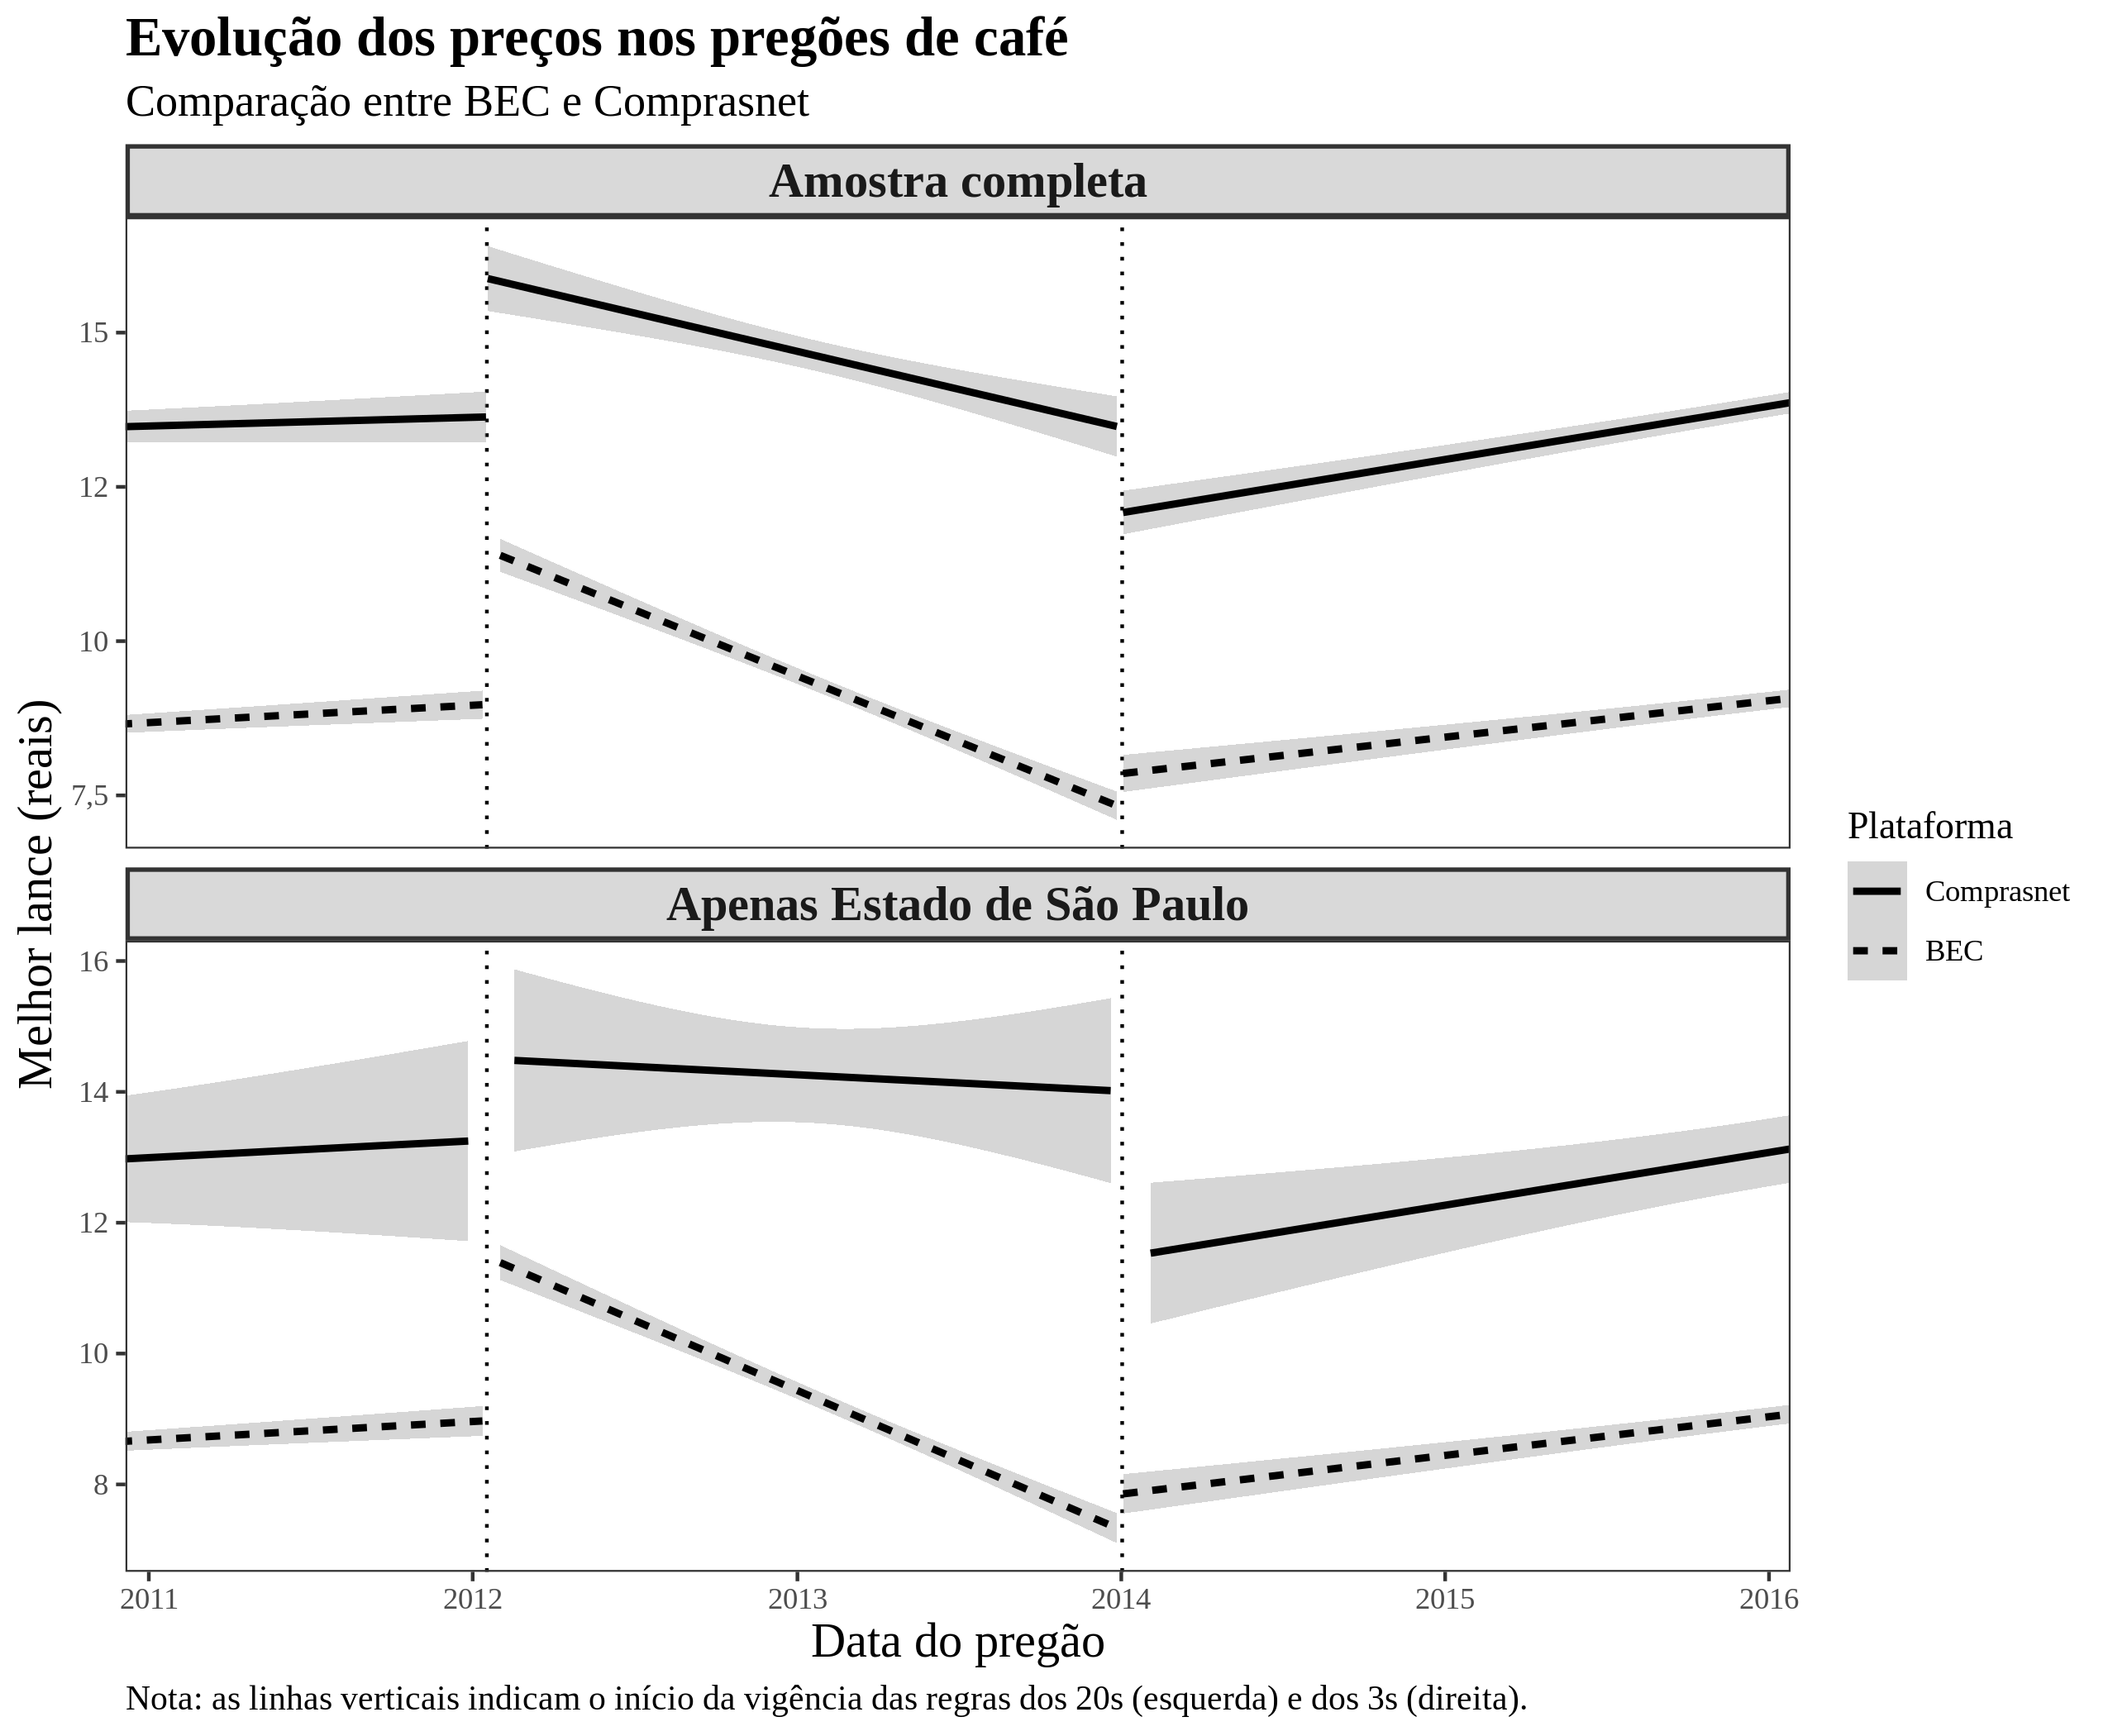 Evolução dos preços nos pregões de café
Comparação entre BEC e Comprasnet
Amostra completa
15
12
10
7,5
Melhor lance (reais)
Apenas Estado de São Paulo
16
14
12
10
8
2011 2012 2013 2014 2015 2016
Data do pregão
Plataforma
Comprasnet
BEC
Nota: as linhas verticais indicam o início da vigência das regras dos 20s (esquerda) e dos 3s (direita).